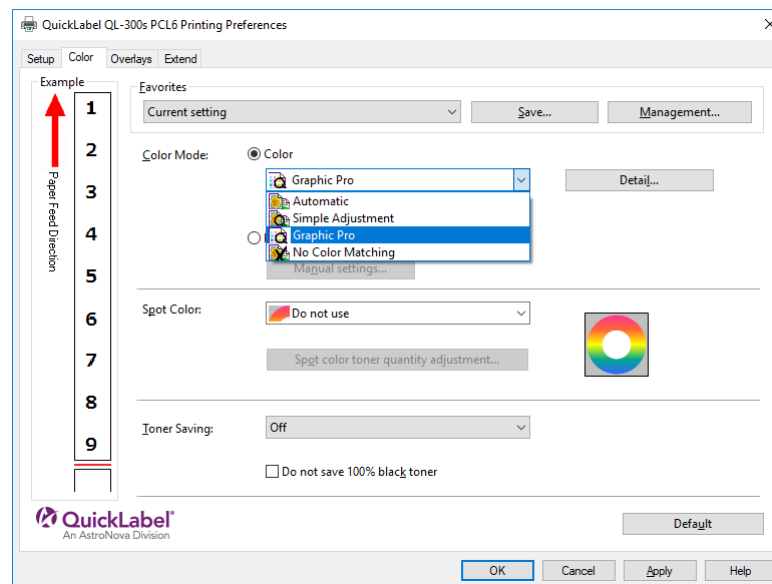 QuickLabel QL-300s PCL6 Printing Preferences
Setup Color Overlays Extend
Example
1
2
3
4
5
6
7
8
9
Paper Feed Direction
Favorites
Current setting Save... Management...
Color Mode: Color
Graphic Pro Detail...
Automatic
Simple Adjustment
Graphic Pro
No Color Matching
Manual settings...
Spot Color: Do not use
Spot color toner quantity adjustment...
Toner Saving: Off
Do not save 100% black toner
QuickLabel®
An AstroNova Division
Default
OK Cancel Apply Help